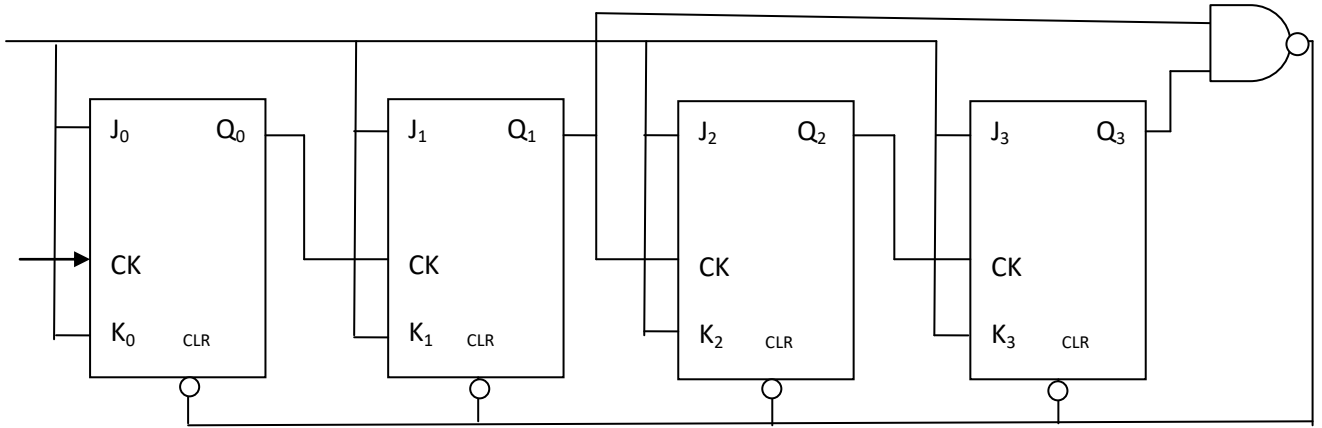 J₀ Q₀ J₁ Q₁ J₂ Q₂ J₃ Q₃
CK CK CK CK
K₀ CLR K₁ CLR K₂ CLR K₃ CLR